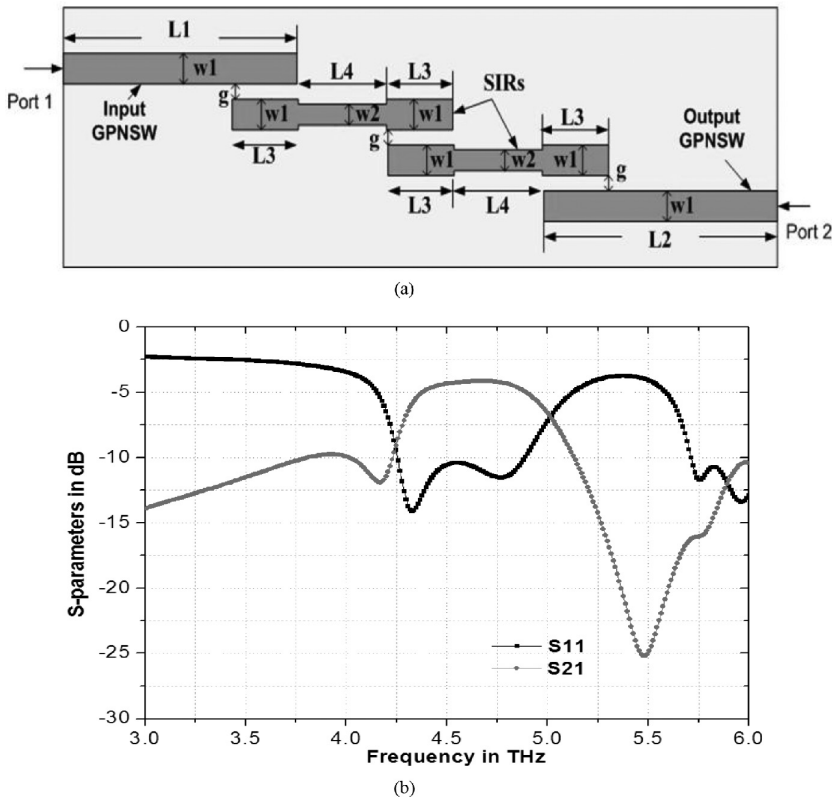 L1
w1
Port 1
Input
GPNSW
L4
L3
SIRs
g
w1
w2
w1
L3
L3
Output
GPNSW
g
w1
w2
w1
g
L3
L4
w1
L2
Port 2
(a)
0
-5
-10
-15
-20
-25
-30
S-parameters in dB
S11
S21
3.0
3.5
4.0
4.5
5.0
5.5
6.0
Frequency in THz
(b)